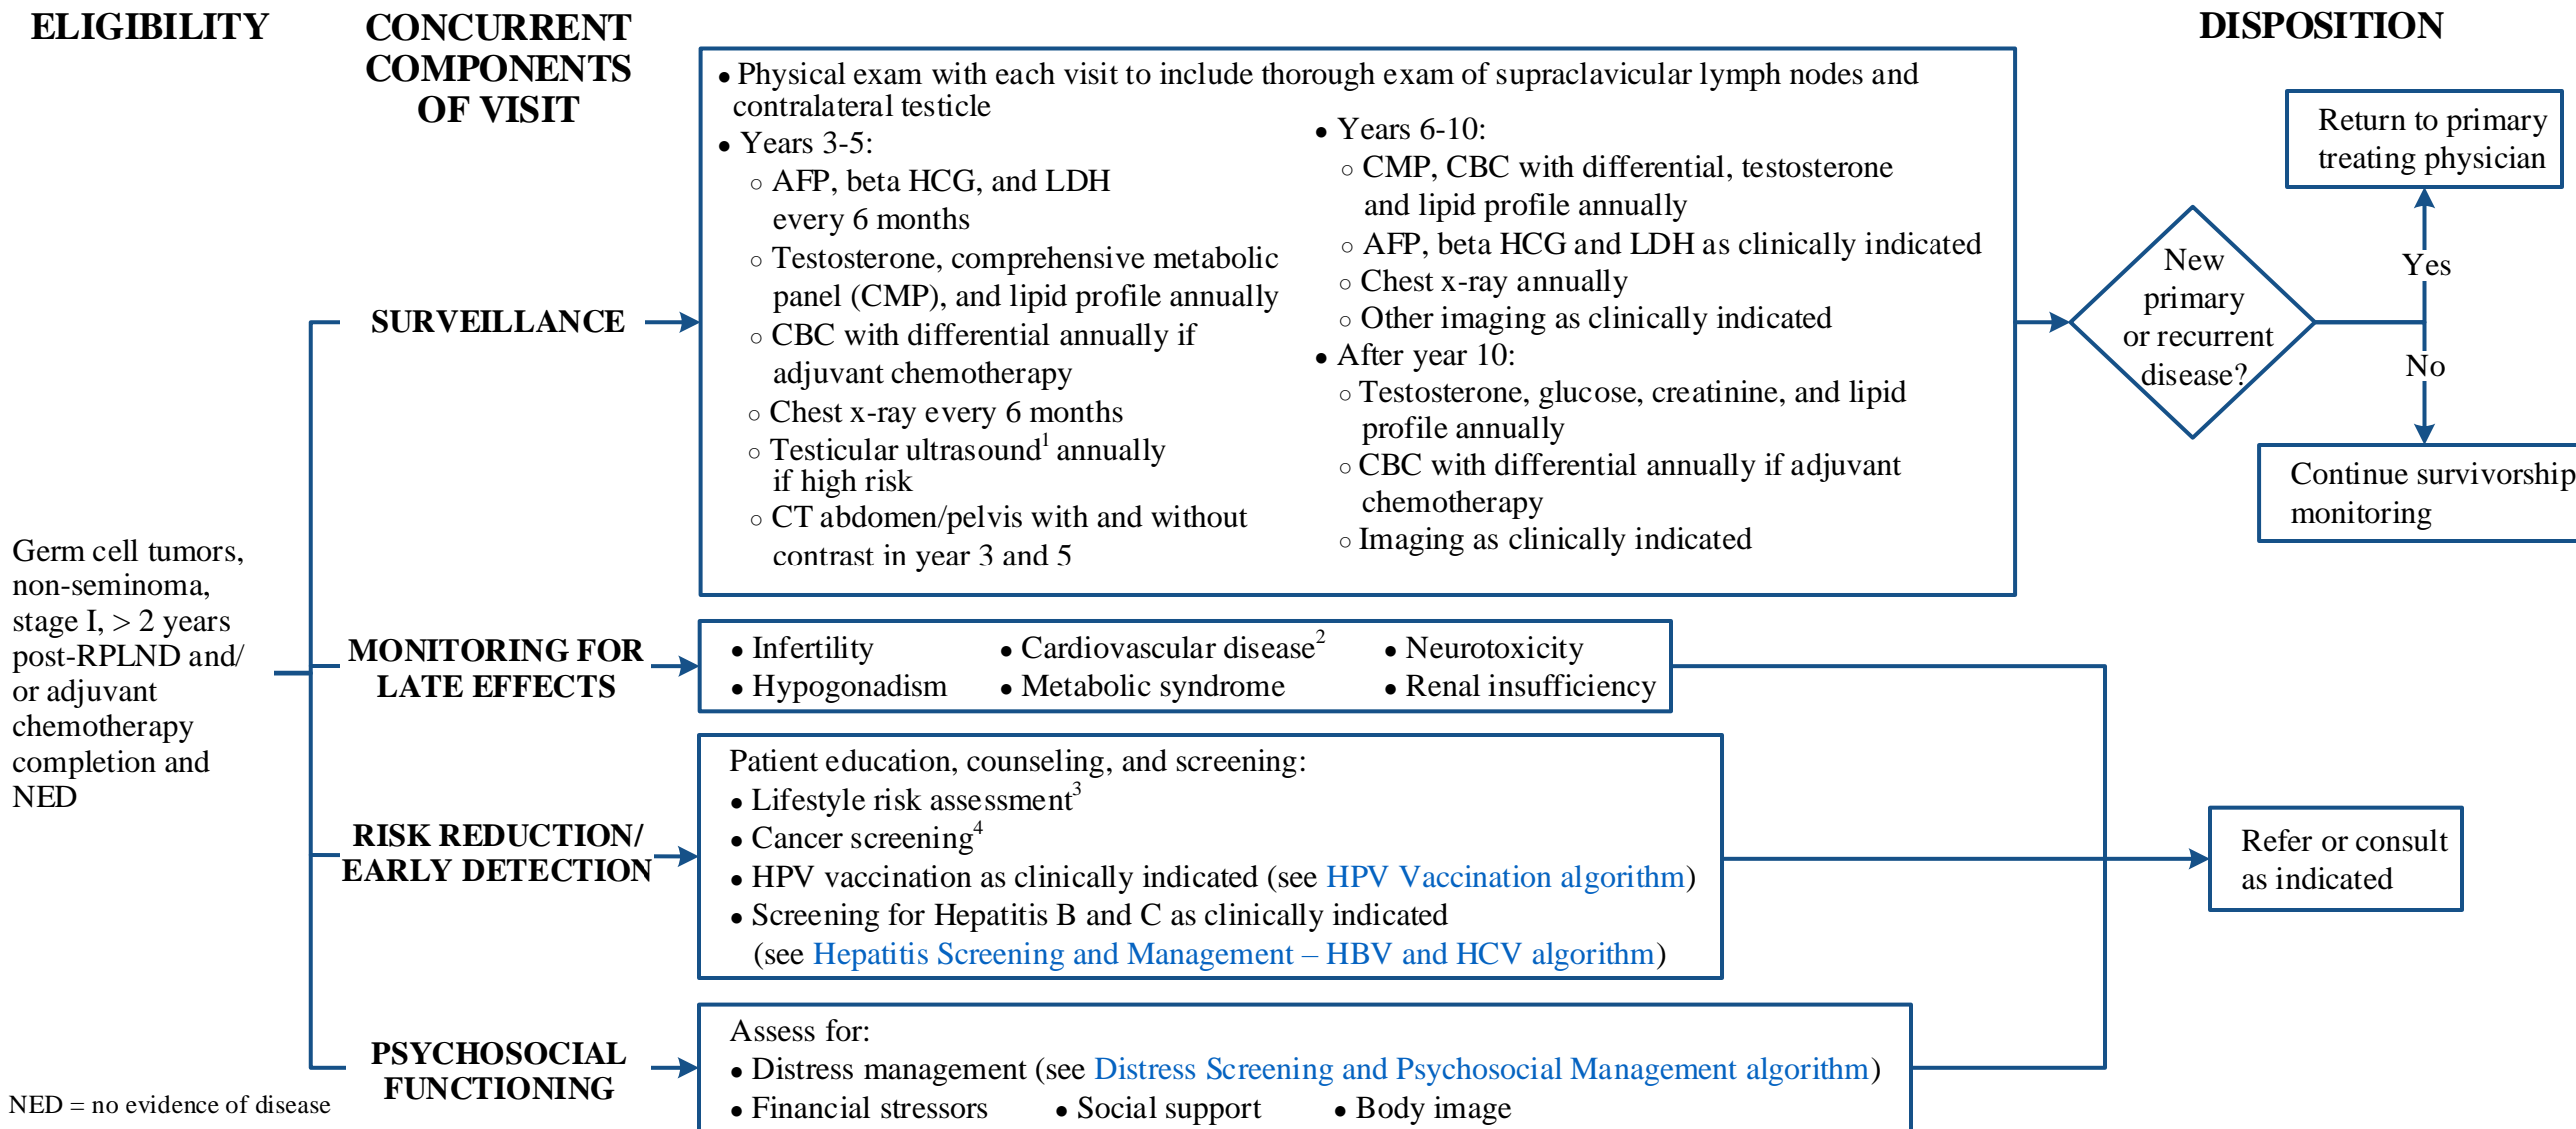 ELIGIBILITY
CONCURRENT
COMPONENTS
OF VISIT
DISPOSITION
Germ cell tumors,
non-seminoma,
stage I, > 2 years
post-RPLND and/
or adjuvant
chemotherapy
completion and
NED
SURVEILLANCE
• Physical exam with each visit to include thorough exam of supraclavicular lymph nodes and
contralateral testicle
• Years 3-5:
○ AFP, beta HCG, and LDH
every 6 months
○ Testosterone, comprehensive metabolic
panel (CMP), and lipid profile annually
○ CBC with differential annually if
adjuvant chemotherapy
○ Chest x-ray every 6 months
○ Testicular ultrasound¹ annually
if high risk
○ CT abdomen/pelvis with and without
contrast in year 3 and 5
• Years 6-10:
○ CMP, CBC with differential, testosterone
and lipid profile annually
○ AFP, beta HCG and LDH as clinically indicated
○ Chest x-ray annually
○ Other imaging as clinically indicated
• After year 10:
○ Testosterone, glucose, creatinine, and lipid
profile annually
○ CBC with differential annually if adjuvant
chemotherapy
○ Imaging as clinically indicated
New
primary
or recurrent
disease?
Yes
Return to primary
treating physician
No
Continue survivorship
monitoring
MONITORING FOR
LATE EFFECTS
• Infertility • Cardiovascular disease² • Neurotoxicity
• Hypogonadism • Metabolic syndrome • Renal insufficiency
RISK REDUCTION/
EARLY DETECTION
Patient education, counseling, and screening:
• Lifestyle risk assessment³
• Cancer screening⁴
• HPV vaccination as clinically indicated (see HPV Vaccination algorithm)
• Screening for Hepatitis B and C as clinically indicated
(see Hepatitis Screening and Management – HBV and HCV algorithm)
Refer or consult
as indicated
PSYCHOSOCIAL
FUNCTIONING
Assess for:
• Distress management (see Distress Screening and Psychosocial Management algorithm)
• Financial stressors • Social support • Body image
NED = no evidence of disease